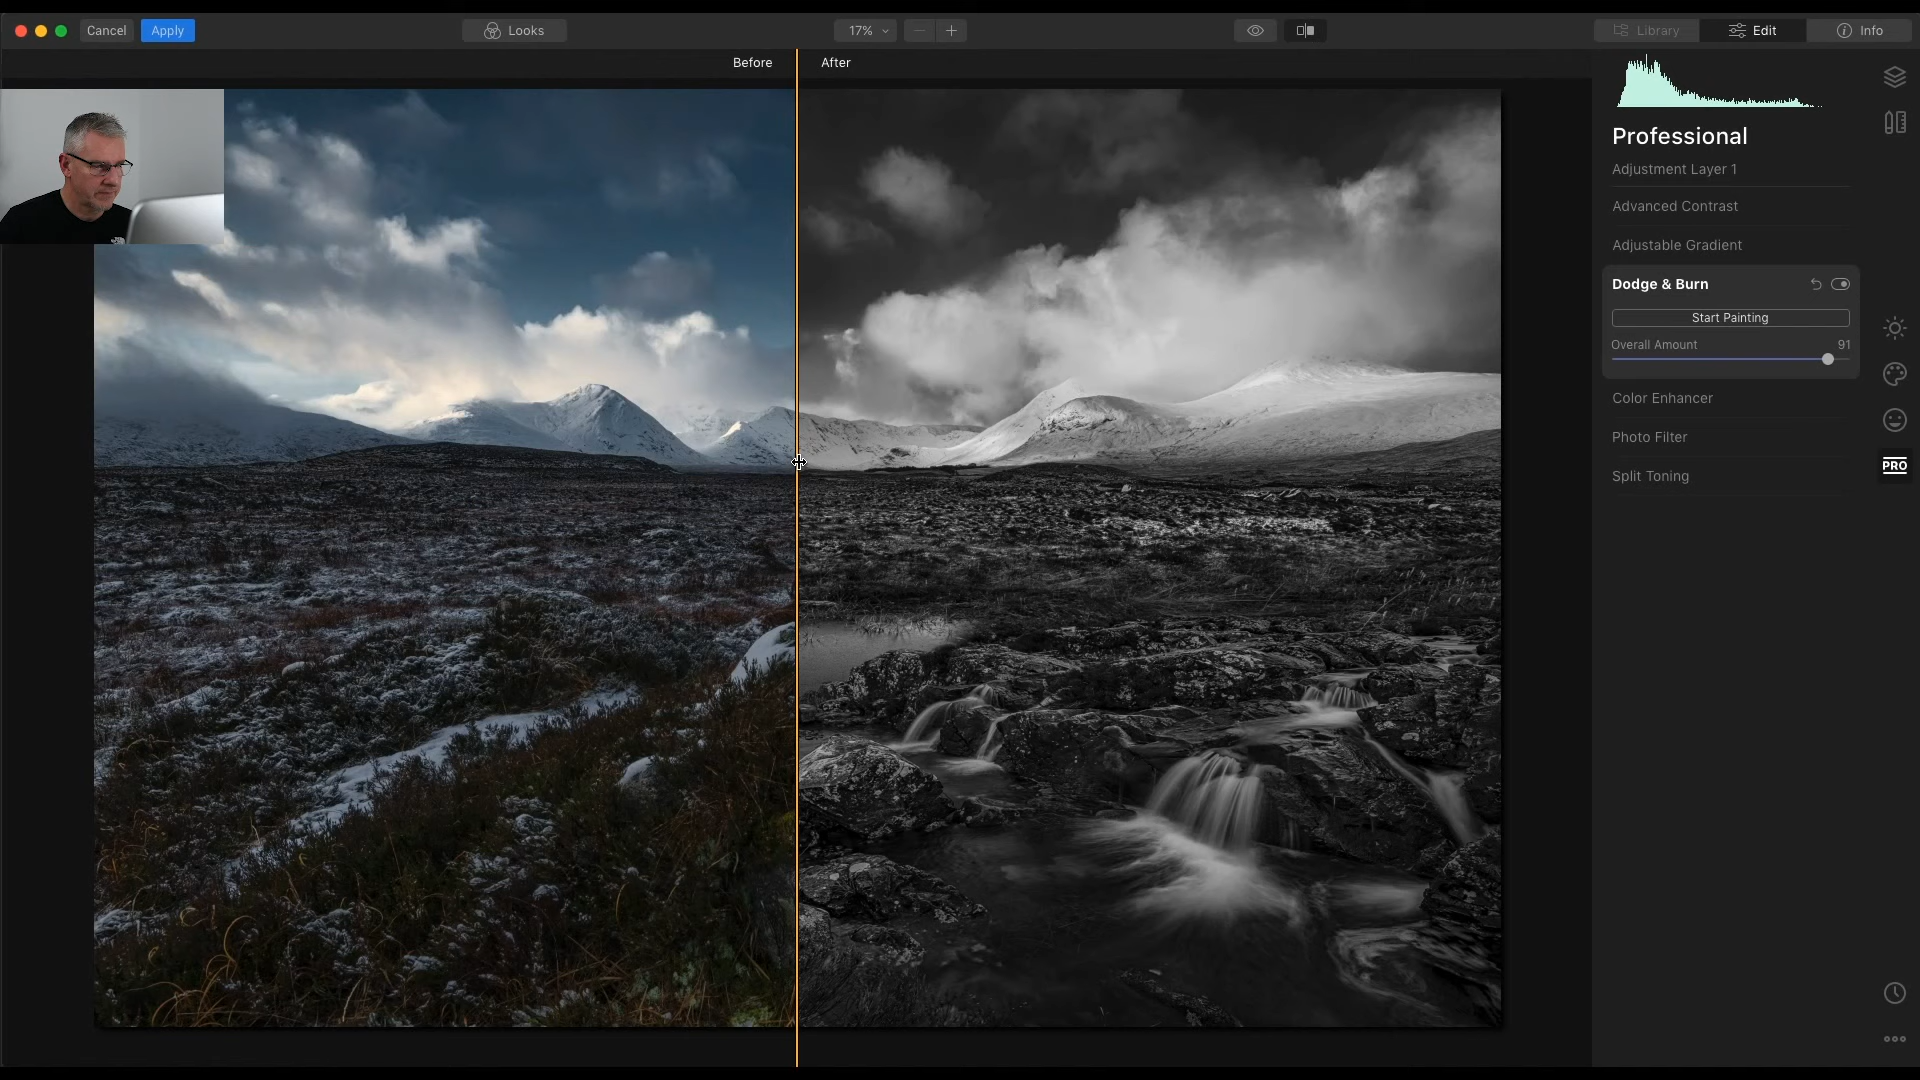 Cancel Apply Looks 17% Library Edit Info
Before After
Professional
Adjustment Layer 1
Advanced Contrast
Adjustable Gradient
Dodge & Burn
Start Painting
Overall Amount 91
Color Enhancer
Photo Filter
Split Toning
PRO